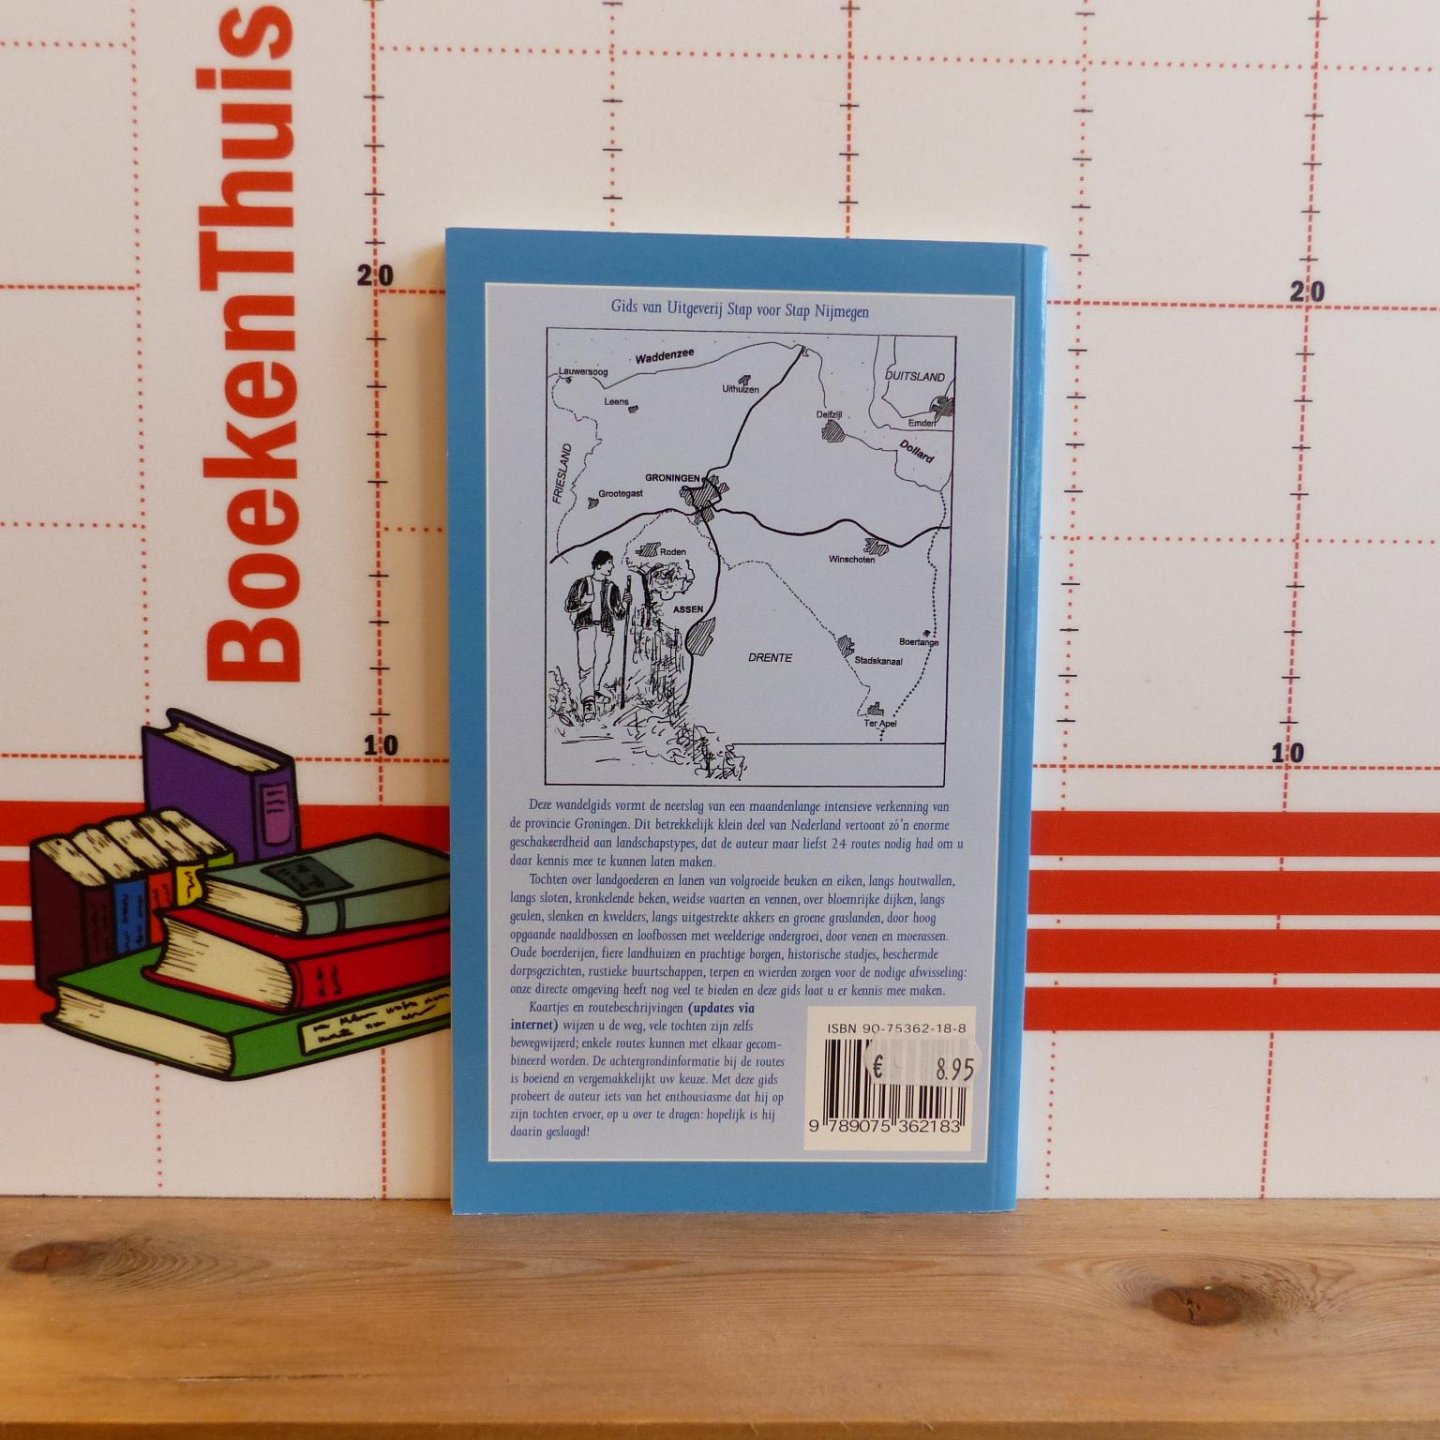 BoekenThuis
20
20
10
10
Gids van Uitgeverij Stap voor Stap Nijmegen
Waddenzee
DUITSLAND
Lauwersoog
Uithuizen
Leens
Delfzijl
Emden
Dollard
FRIESLAND
GRONINGEN
Grootegast
Roden
Winschoten
ASSEN
Boertange
DRENTE
Stadskanaal
Ter Apel
Deze wandelgids vormt de neerslag van een maandenlange intensieve verkenning van
de provincie Groningen. Dit betrekkelijk klein deel van Nederland vertoont zó'n enorme
geschakeerdheid aan landschapstypes, dat de auteur maar liefst 24 routes nodig had om u
daar kennis mee te kunnen laten maken.
Tochten over landgoederen en lanen van volgroeide beuken en eiken, langs houtwallen,
langs sloten, kronkelende beken, weidse vaarten en vennen, over bloemrijke dijken, langs
geulen, slenken en kwelders, langs uitgestrekte akkers en groene graslanden, door hoog
opgaande naaldbossen en loofbossen met weelderige ondergroei, door venen en moerassen.
Oude boerderijen, fiere landhuizen en prachtige borgen, historische stadjes, beschermde
dorpsgezichten, rustieke buurtschappen, terpen en wierden zorgen voor de nodige afwisseling:
onze directe omgeving heeft nog veel te bieden en deze gids laat u er kennis mee maken.
Kaartjes en routebeschrijvingen (updates via
internet) wijzen u de weg, vele tochten zijn zelfs
bewegwijzerd; enkele routes kunnen met elkaar gecom-
bineerd worden. De achtergrondinformatie bij de routes
is boeiend en vergemakkelijkt uw keuze. Met deze gids
probeert de auteur iets van het enthousiasme dat hij op
zijn tochten ervoer, op u over te dragen: hopelijk is hij
daarin geslaagd!
ISBN 90-75362-18-8
€ 8.95
9 789075 362183